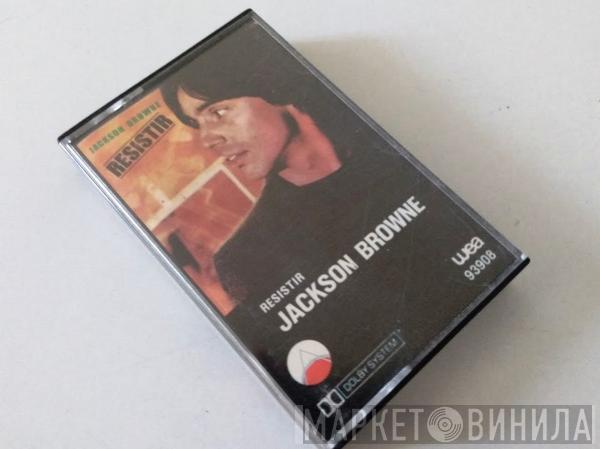 JACKSON BROWNE
RESISTIR
RESISTIR
JACKSON BROWNE
wea
93908
DOLBY SYSTEM
МАРКЕТ ВИНИЛА